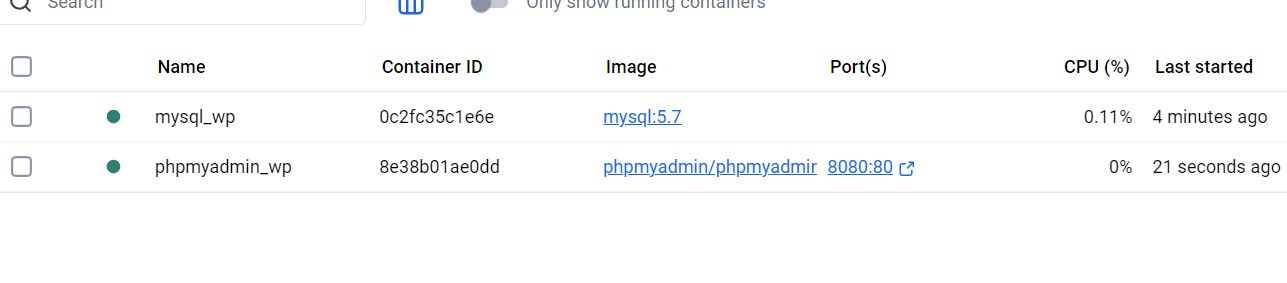 Search Only show running containers
Name Container ID Image Port(s) CPU (%) Last started
mysql_wp 0c2fc35c1e6e mysql:5.7 0.11% 4 minutes ago
phpmyadmin_wp 8e38b01ae0dd phpmyadmin/phpmyadmir 8080:80 0% 21 seconds ago